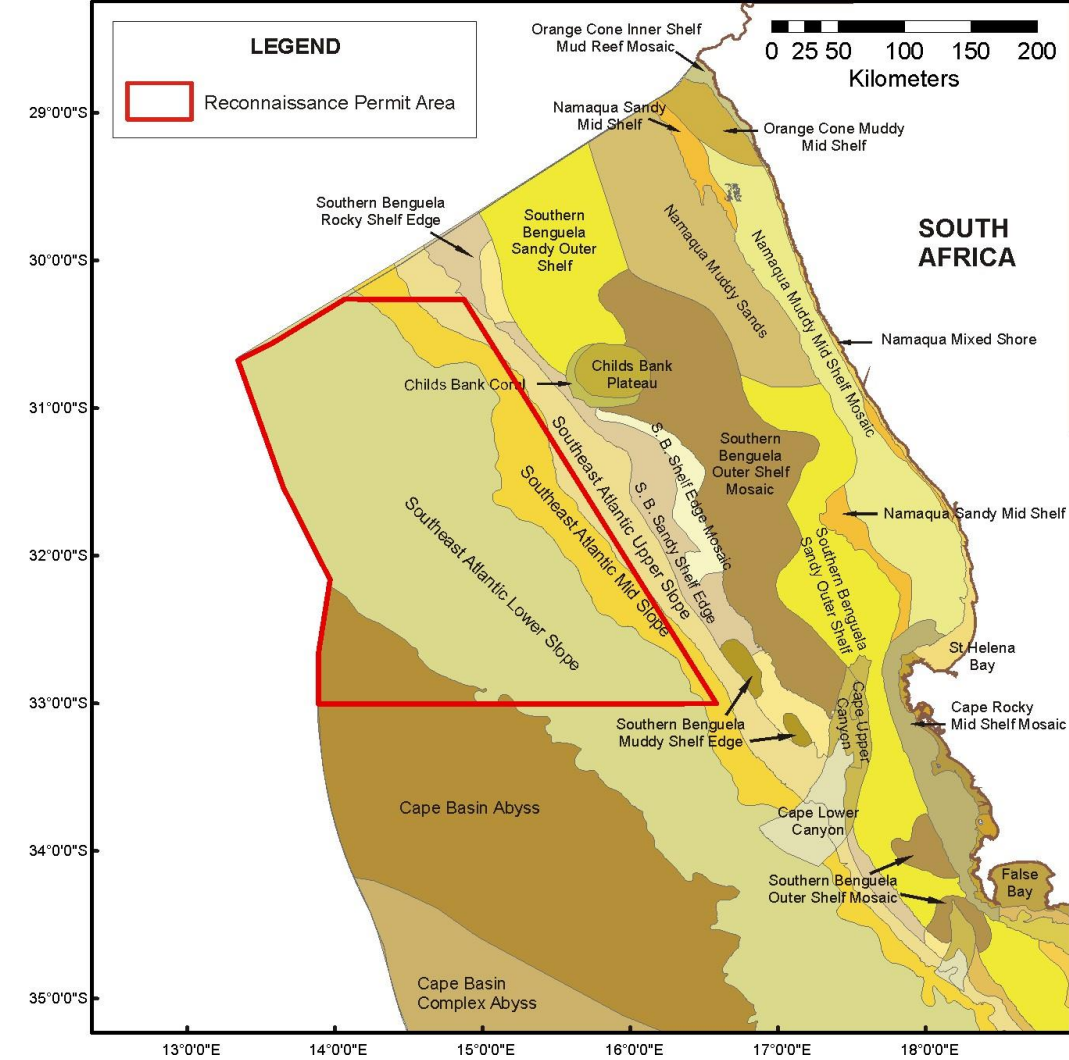 LEGEND
Reconnaissance Permit Area
Orange Cone Inner Shelf
Mud Reef Mosaic
0 25 50 100 150 200
Kilometers
29°0'0"S
Namaqua Sandy
Mid Shelf
Orange Cone Muddy
Mid Shelf
Southern Benguela
Rocky Shelf Edge
Southern
Benguela
Sandy Outer
Shelf
Namaqua Muddy Sands
Namaqua Muddy Mid Shelf Mosaic
SOUTH
AFRICA
30°0'0"S
Namaqua Mixed Shore
Childs Bank Coral
Childs Bank
Plateau
31°0'0"S
Southeast Atlantic Upper Slope
S. B. Shelf Edge Mosaic
S. B. Sandy Shelf Edge
Southern
Benguela
Outer Shelf
Mosaic
Southeast Atlantic Mid Slope
Southeast Atlantic Lower Slope
Namaqua Sandy Mid Shelf
32°0'0"S
Southern Benguela
Sandy Outer Shelf
St Helena
Bay
33°0'0"S
Southern Benguela
Muddy Shelf Edge
Cape Upper
Canyon
Cape Rocky
Mid Shelf Mosaic
Cape Basin Abyss
Cape Lower
Canyon
34°0'0"S
Southern Benguela
Outer Shelf Mosaic
False
Bay
Cape Basin
Complex Abyss
35°0'0"S
13°0'0"E 14°0'0"E 15°0'0"E 16°0'0"E 17°0'0"E 18°0'0"E